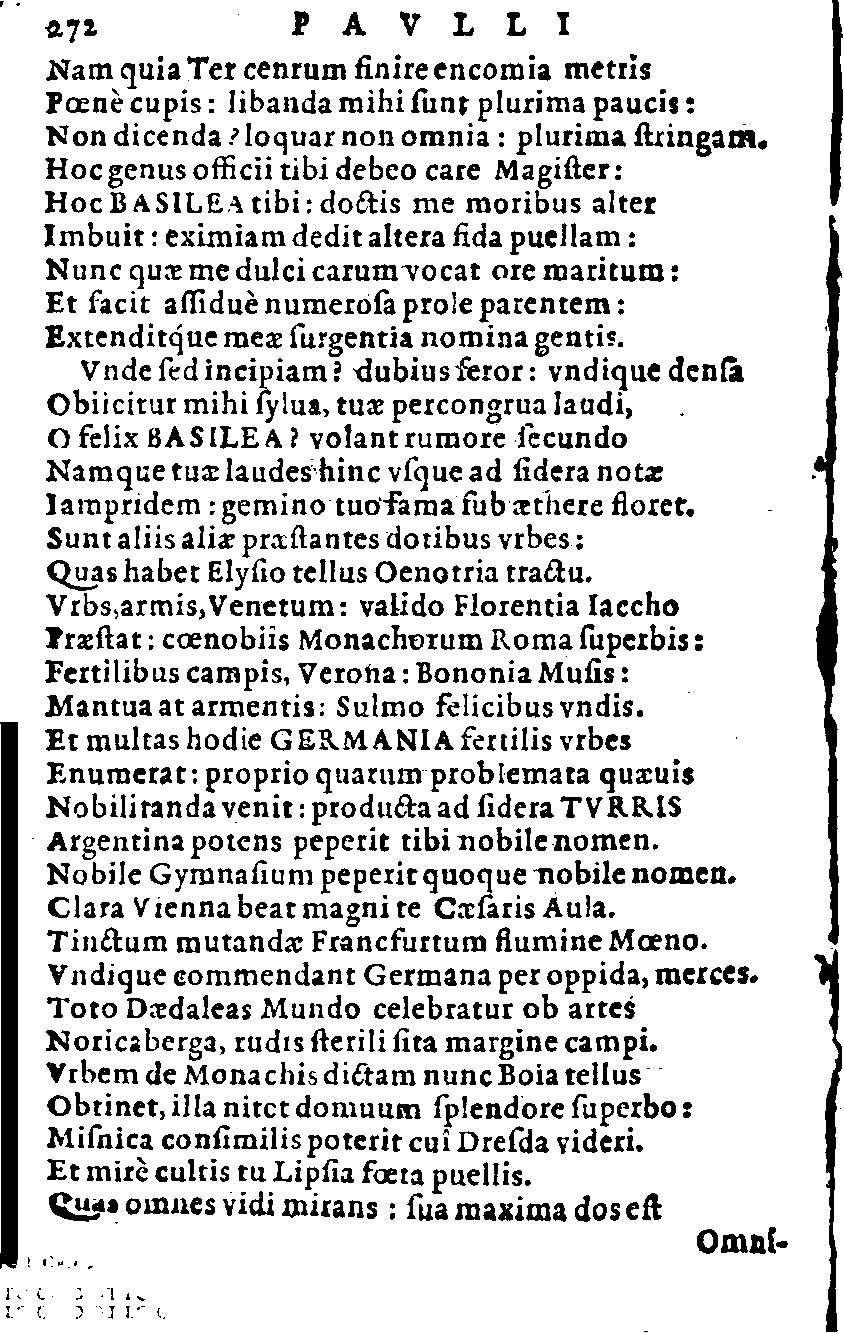 272 P A V L L I
Nam quia Ter cenrum finire encomia metris
Pœnè cupis: libanda mihi ſunt plurima paucis:
Non dicenda? loquar non omnia: plurima ſtringam.
Hoc genus officii tibi debeo care Magiſter:
Hoc BASILEA tibi: doctis me moribus alter
Imbuit: eximiam dedit altera fida puellam:
Nunc quæ me dulci carum vocat ore maritum:
Et facit aſſiduè numeroſa prole parentem:
Extenditq́ue meæ ſurgentia nomina gentis.
Vnde ſed incipiam? dubius feror: vndique denſa
Obiicitur mihi ſylua, tuæ percongrua laudi,
O felix BASILEA? volant rumore ſecundo
Namque tuæ laudes hinc vſque ad ſidera notæ
Iampridem: gemino tuo fama ſub æthere floret.
Sunt aliis aliæ præſtantes dotibus vrbes:
Quas habet Elyſio tellus Oenotria tractu.
Vrbs, armis, Venetum: valido Florentia Iaccho
Præſtat: cœnobiis Monachorum Roma ſuperbis:
Fertilibus campis, Verona: Bononia Muſis:
Mantua at armentis: Sulmo felicibus vndis.
Et multas hodie GERMANIA fertilis vrbes
Enumerat: proprio quarum problemata quæuis
Nobilitanda venit: producta ad ſidera TVRRIS
Argentina potens peperit tibi nobile nomen.
Nobile Gymnaſium peperit quoque nobile nomen.
Clara Vienna beat magni te Cæſaris Aula.
Tinctum mutandæ Francfurtum flumine Mœno.
Vndique commendant Germana per oppida, merces.
Toto Dædaleas Mundo celebratur ob artes
Noricaberga, rudis ſterili ſita margine campi.
Vrbem de Monachis dictam nunc Boia tellus
Obtinet, illa nitet domuum ſplendore ſuperbo:
Miſnica conſimilis poterit cui Dreſda videri.
Et mirè cultis tu Lipſia fœta puellis.
Quas omnes vidi mirans: ſua maxima dos eſt
Omni-